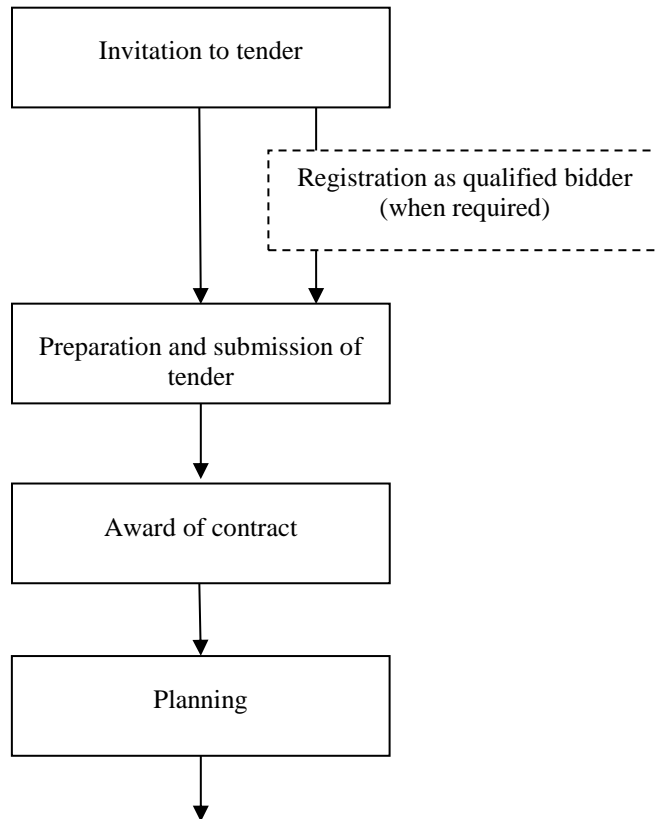 Invitation to tender
Registration as qualified bidder
(when required)
Preparation and submission of
tender
Award of contract
Planning